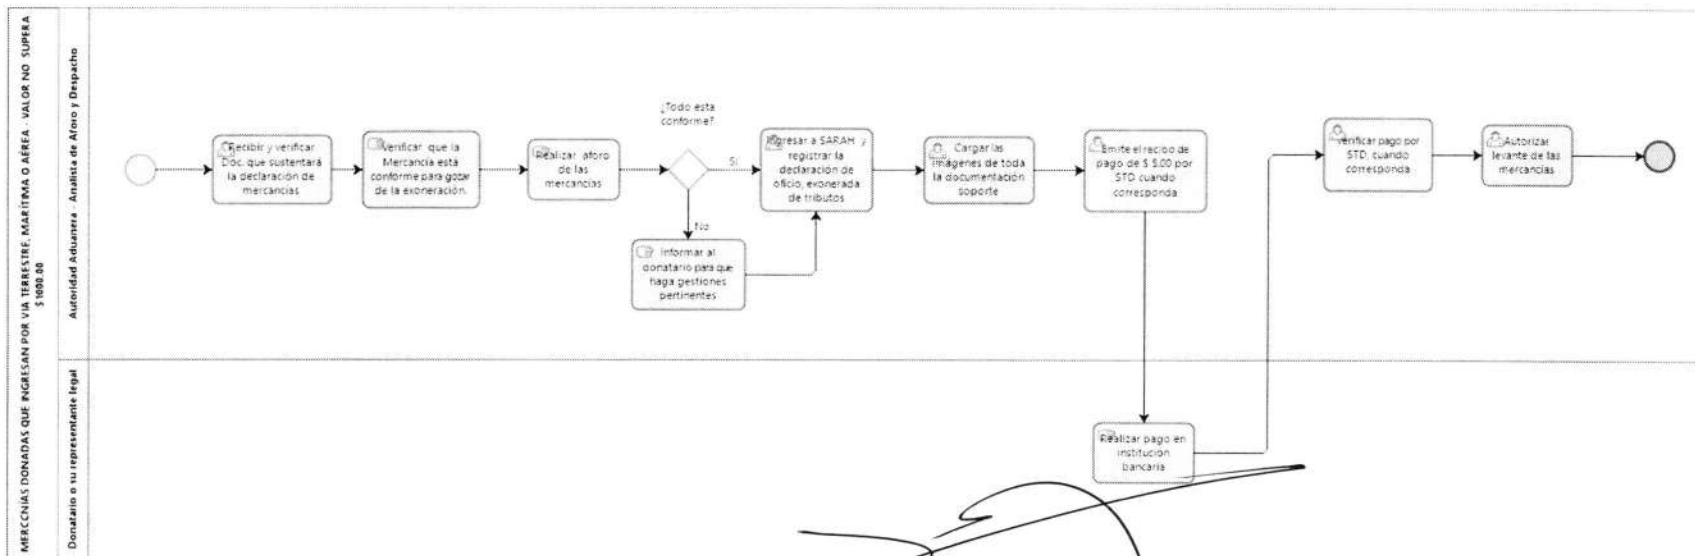 MERCCNÍAS DONADAS QUE INGRESAN POR VIA TERRESTRE, MARÍTIMA O AÉREA - VALOR NO SUPERA
$1000.00
Autoridad Aduanera - Analista de Aforo y Despacho
Recibir y verificar
Doc. que sustentará
la declaración de
mercancias
Verificar que la
Mercancía está
conforme para gozar
de la exoneración.
Realizar aforo
de las
mercancias
¿Todo esta
conforme?
Si
No
Informar al
donatario para que
haga gestiones
pertinentes
Ingresar a SARAH y
registrar la
declaración de
oficio, exonerada
de tributos
Cargar las
imágenes de toda
la documentación
soporte
Emite el recibo de
pago de $ 5.00 por
STD cuando
corresponda
Verificar pago por
STD, cuando
corresponda
Autorizar
levante de las
mercancias
Donatario o su representante legal
Realizar pago en
institución
bancaria